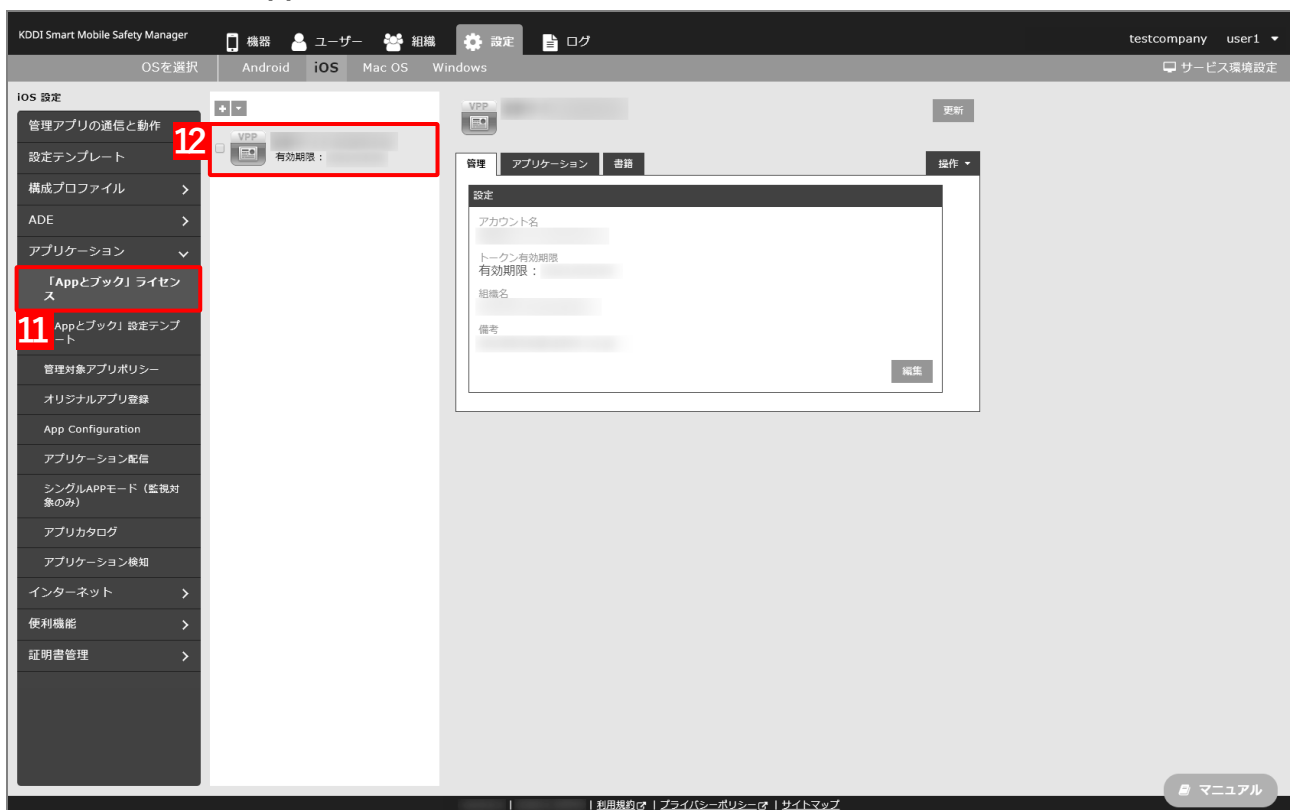 KDDI Smart Mobile Safety Manager
機器 ユーザー 組織 設定 ログ
testcompany user1
OSを選択 Android iOS Mac OS Windows
サービス環境設定
iOS 設定
管理アプリの通信と動作
設定テンプレート
構成プロファイル
ADE
アプリケーション
「Appとブック」ライセン
ス
11
Appとブック」設定テンプ
ート
管理対象アプリポリシー
オリジナルアプリ登録
App Configuration
アプリケーション配信
シングルAPPモード（監視対
象のみ）
アプリカタログ
アプリケーション検知
インターネット
便利機能
証明書管理
12
VPP
有効期限：
VPP
更新
管理 アプリケーション 書籍 操作
設定
アカウント名
トークン有効期限
有効期限：
組織名
備考
編集
マニュアル
| | 利用規約 | プライバシーポリシー | サイトマップ